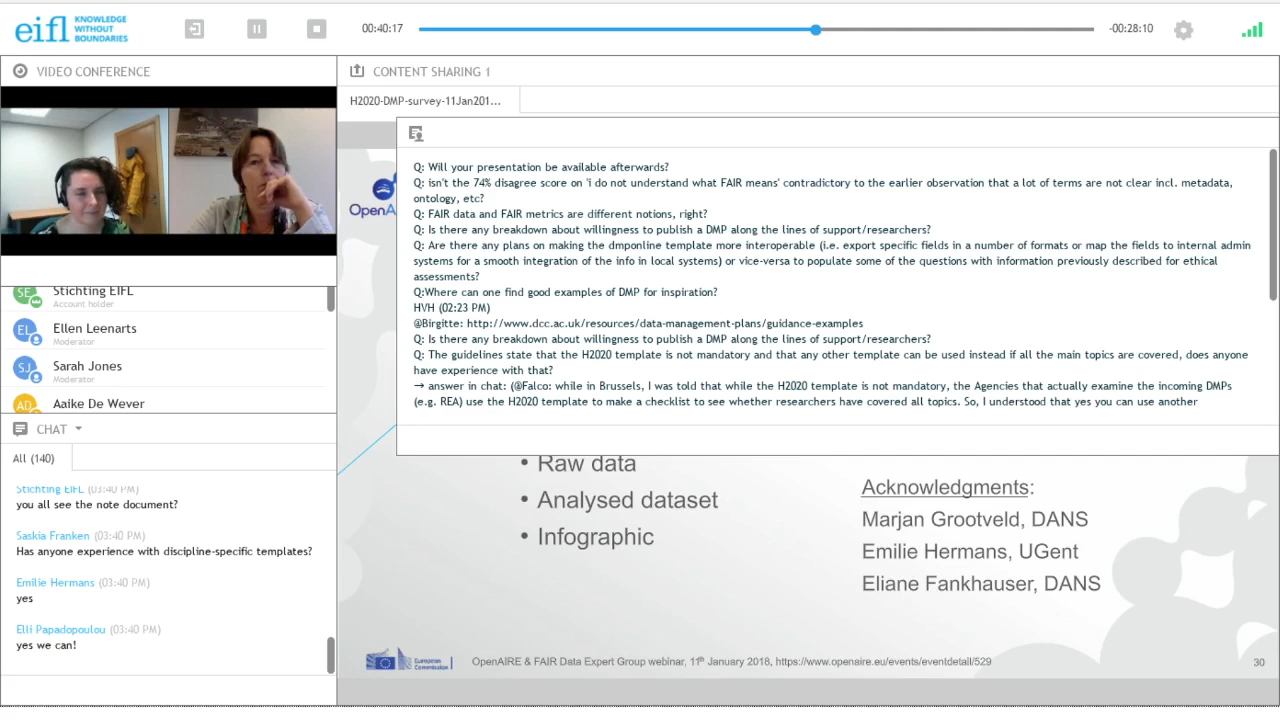 eifl KNOWLEDGE
WITHOUT
BOUNDARIES
00:40:17
-00:28:10
VIDEO CONFERENCE
CONTENT SHARING 1
H2020-DMP-survey-11Jan201...
SE Stichting EIFL
Account holder
EL Ellen Leenarts
Moderator
SJ Sarah Jones
Moderator
AD Aaike De Wever
CHAT
All (140)
Stichting EIFL (03:40 PM)
you all see the note document?
Saskia Franken (03:40 PM)
Has anyone experience with discipline-specific templates?
Emilie Hermans (03:40 PM)
yes
Elli Papadopoulou (03:40 PM)
yes we can!
OpenA
Q: Will your presentation be available afterwards?
Q: isn't the 74% disagree score on 'i do not understand what FAIR means' contradictory to the earlier observation that a lot of terms are not clear incl. metadata,
ontology, etc?
Q: FAIR data and FAIR metrics are different notions, right?
Q: Is there any breakdown about willingness to publish a DMP along the lines of support/researchers?
Q: Are there any plans on making the dmponline template more interoperable (i.e. export specific fields in a number of formats or map the fields to internal admin
systems for a smooth integration of the info in local systems) or vice-versa to populate some of the questions with information previously described for ethical
assessments?
Q:Where can one find good examples of DMP for inspiration?
HVH (02:23 PM)
@Birgitte: http://www.dcc.ac.uk/resources/data-management-plans/guidance-examples
Q: Is there any breakdown about willingness to publish a DMP along the lines of support/researchers?
Q: The guidelines state that the H2020 template is not mandatory and that any other template can be used instead if all the main topics are covered, does anyone
have experience with that?
→ answer in chat: (@Falco: while in Brussels, I was told that while the H2020 template is not mandatory, the Agencies that actually examine the incoming DMPs
(e.g. REA) use the H2020 template to make a checklist to see whether researchers have covered all topics. So, I understood that yes you can use another
• Raw data
• Analysed dataset
• Infographic
Acknowledgments:
Marjan Grootveld, DANS
Emilie Hermans, UGent
Eliane Fankhauser, DANS
European
Commission
OpenAIRE & FAIR Data Expert Group webinar, 11th January 2018, https://www.openaire.eu/events/eventdetail/529
30